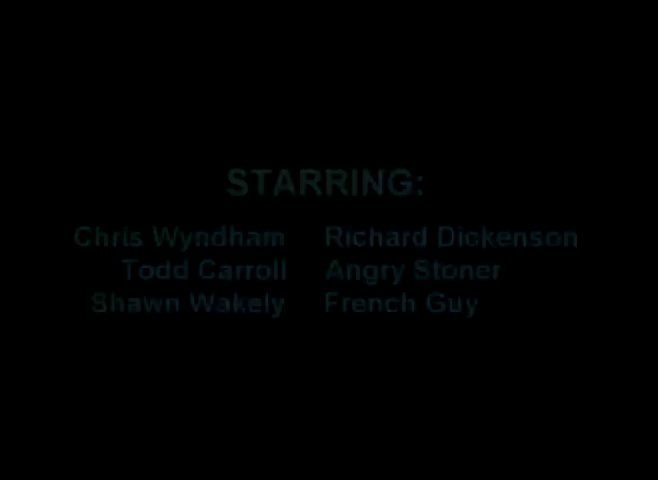 STARRING:
Chris Wyndham Richard Dickenson
Todd Carroll Angry Stoner
Shawn Wakely French Guy